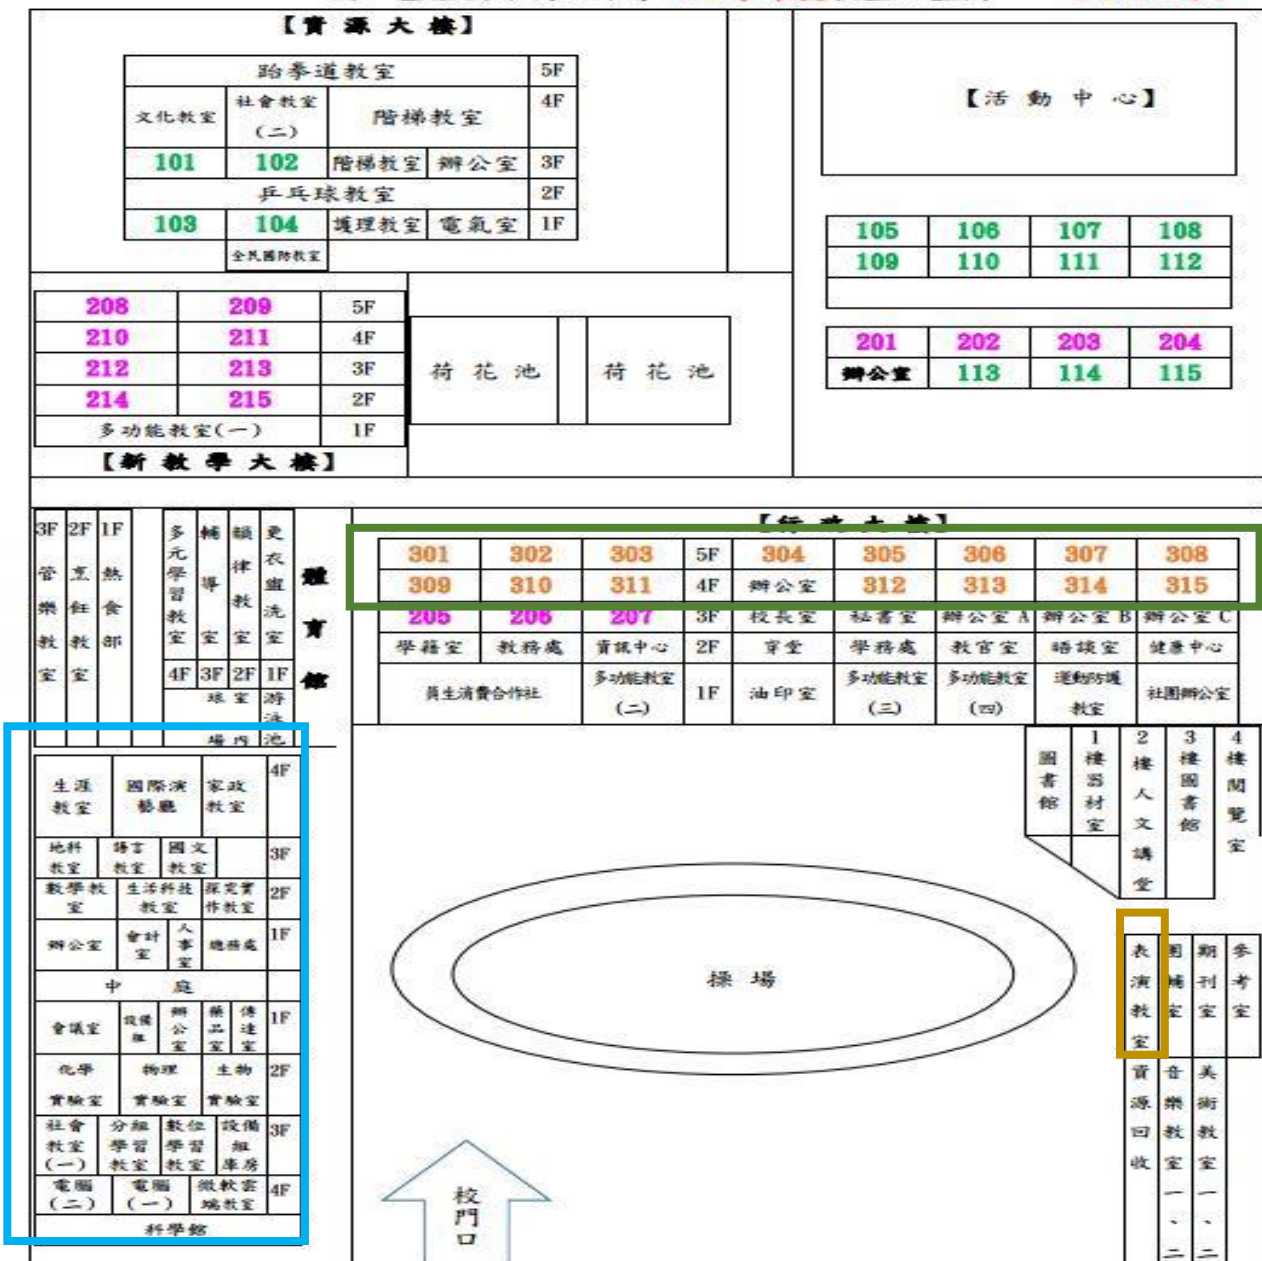 【資源大樓】
跆拳道教室 5F
文化教室 社會教室(二) 階梯教室 4F
101 102 階梯教室 辦公室 3F
乒乓球教室 2F
103 104 護理教室 電氣室 1F
全民國防教室
【活動中心】
105 106 107 108
109 110 111 112
201 202 203 204
辦公室 113 114 115
208 209 5F
210 211 4F
212 213 3F
214 215 2F
多功能教室(一) 1F
【新教學大樓】
荷花池 荷花池
3F 管樂教室
2F 烹飪教室
1F 熱食部
多元學習教室 4F
輔導室 3F
韻律教室 2F
更衣盥洗室 1F
球場
室內
游泳池
體育館
【行政大樓】
301 302 303 5F 304 305 306 307 308
309 310 311 4F 辦公室 312 313 314 315
205 206 207 3F 校長室 秘書室 辦公室A 辦公室B 辦公室C
學籍室 教務處 資訊中心 2F 穿堂 學務處 教官室 晤談室 健康中心
員生消費合作社 多功能教室(二) 1F 油印室 多功能教室(三) 多功能教室(四) 運動防護教室 社團辦公室
生涯教室 國際演藝廳 家政教室 4F
地科教室 語言教室 國文教室 3F
數學教室 生活科技教室 探究實作教室 2F
辦公室 會計室 人事室 總務處 1F
中庭
會議室 設備組 辦公室 藥品室 傳達室 1F
化學實驗室 物理實驗室 生物實驗室 2F
社會教室(一) 分組學習教室 數位學習教室 設備組庫房 3F
電腦(二) 電腦(一) 微軟雲端教室 4F
科學館
圖書館
1樓器材室
2樓人文講堂
3樓圖書館
4樓閱覽室
操場
表演教室
團輔室
期刊室
參考室
資源回收
音樂教室一、二
美術教室一、二
校門口